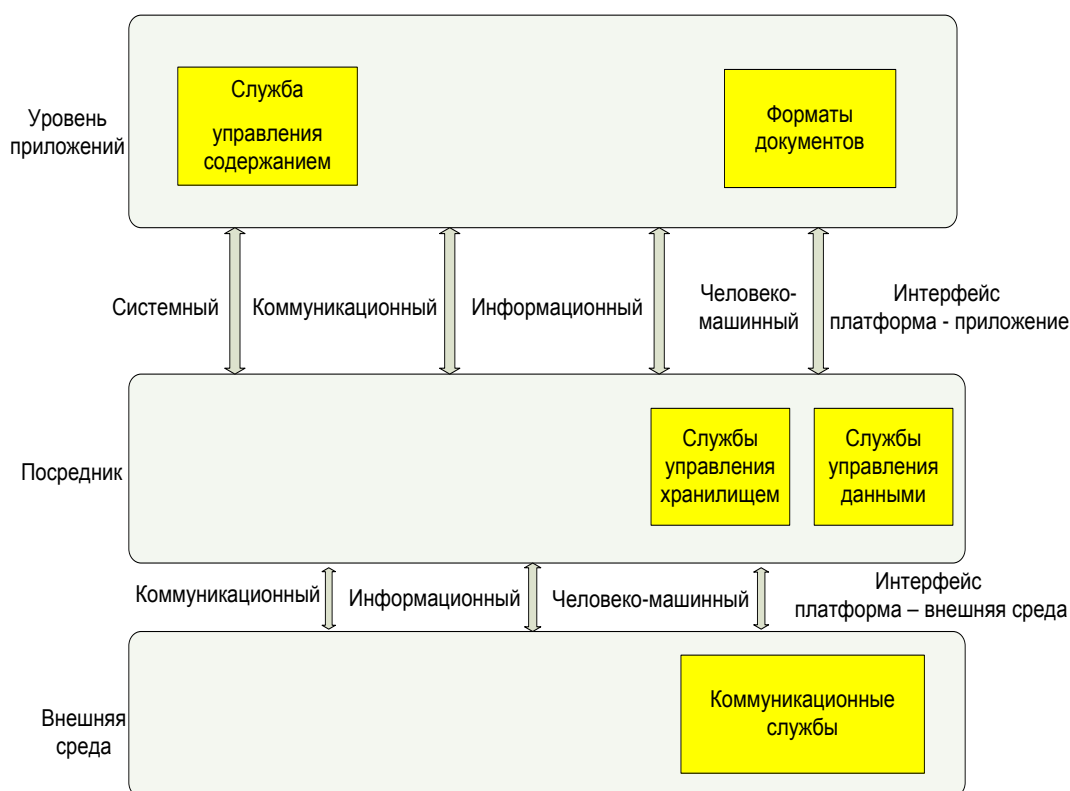 Служба
управления
содержанием
Форматы
документов
Уровень
приложений
Системный
Коммуникационный
Информационный
Человеко-
машинный
Интерфейс
платформа - приложение
Посредник
Службы
управления
хранилищем
Службы
управления
данными
Коммуникационный
Информационный
Человеко-машинный
Интерфейс
платформа – внешняя среда
Внешняя
среда
Коммуникационные
службы